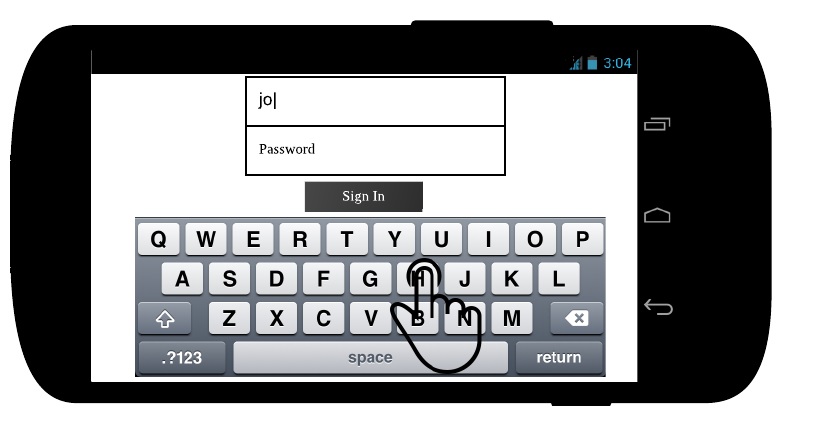 3:04
jo
Password
Sign In
Q W E R T Y U I O P
A S D F G H J K L
Z X C V B N M
.?123 space return